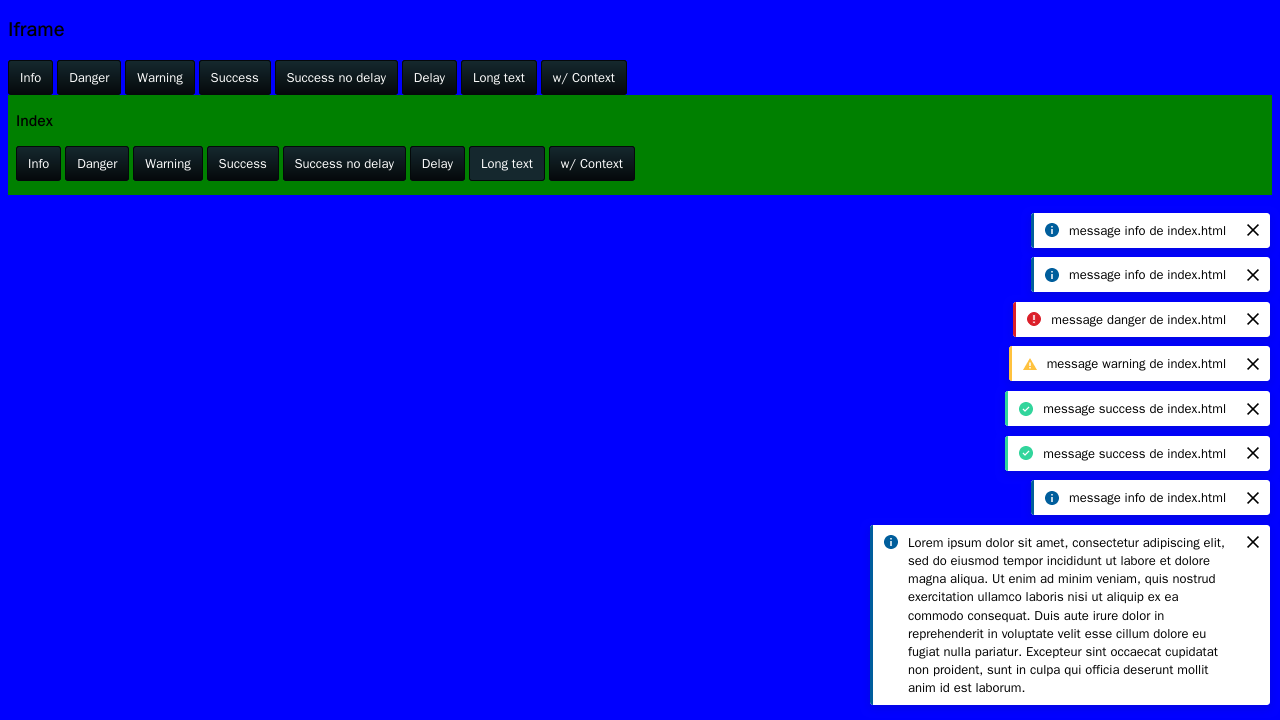 Iframe
Info Danger Warning Success Success no delay Delay Long text w/ Context
Index
Info Danger Warning Success Success no delay Delay Long text w/ Context
message info de index.html
message info de index.html
message danger de index.html
message warning de index.html
message success de index.html
message success de index.html
message info de index.html
Lorem ipsum dolor sit amet, consectetur adipiscing elit,
sed do eiusmod tempor incididunt ut labore et dolore
magna aliqua. Ut enim ad minim veniam, quis nostrud
exercitation ullamco laboris nisi ut aliquip ex ea
commodo consequat. Duis aute irure dolor in
reprehenderit in voluptate velit esse cillum dolore eu
fugiat nulla pariatur. Excepteur sint occaecat cupidatat
non proident, sunt in culpa qui officia deserunt mollit
anim id est laborum.